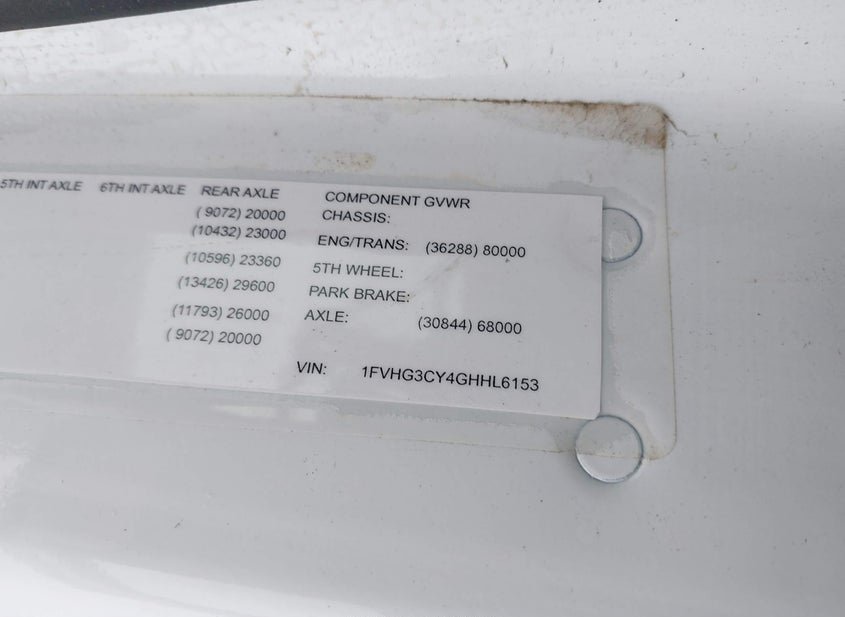 5TH INT AXLE 6TH INT AXLE REAR AXLE COMPONENT GVWR
( 9072) 20000 CHASSIS:
(10432) 23000 ENG/TRANS: (36288) 80000
(10596) 23360 5TH WHEEL:
(13426) 29600 PARK BRAKE:
(11793) 26000 AXLE: (30844) 68000
( 9072) 20000
VIN: 1FVHG3CY4GHHL6153